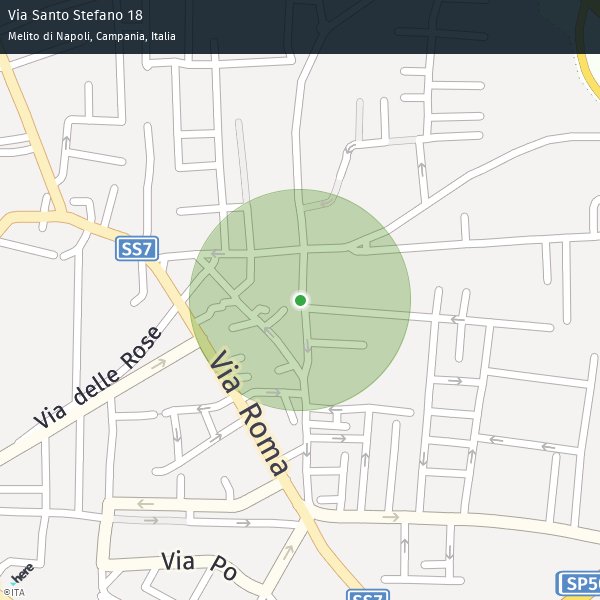 Via Santo Stefano 18
Melito di Napoli, Campania, Italia
SS7
Via delle Rose
Via Roma
Via Po
SS7
here
©ITA